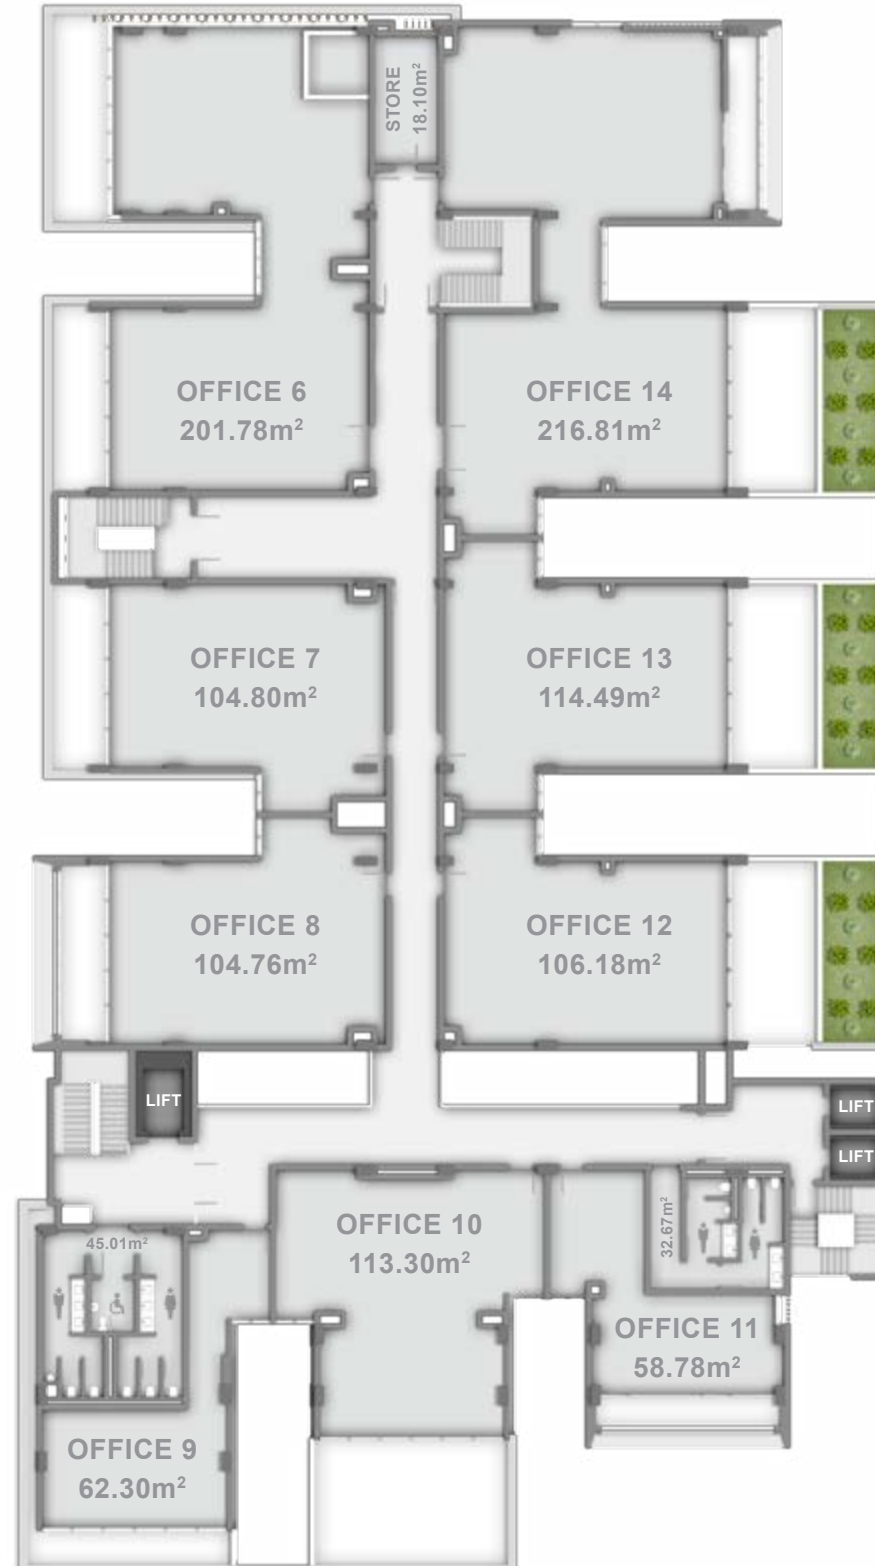 STORE
18.10m²
OFFICE 6
201.78m²
OFFICE 14
216.81m²
OFFICE 7
104.80m²
OFFICE 13
114.49m²
OFFICE 8
104.76m²
OFFICE 12
106.18m²
LIFT
LIFT
LIFT
45.01m²
OFFICE 10
113.30m²
32.67m²
OFFICE 11
58.78m²
OFFICE 9
62.30m²